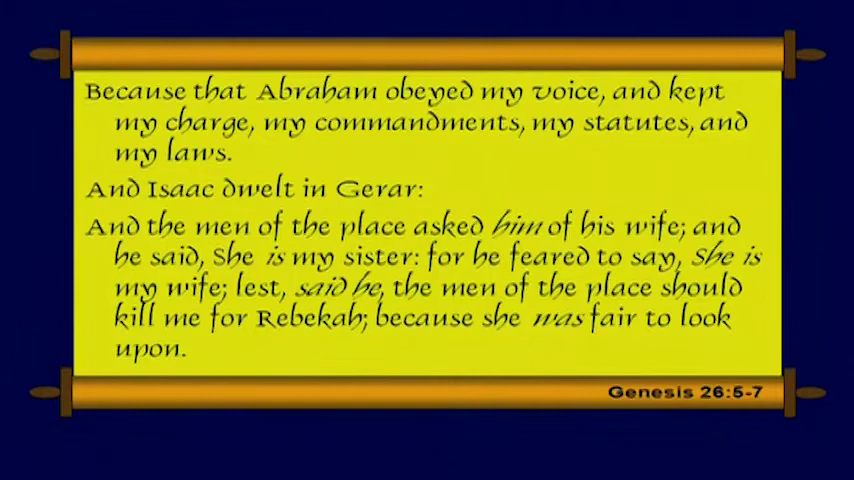 Because that Abraham obeyed my voice, and kept
my charge, my commandments, my statutes, and
my laws.
And Isaac dwelt in Gerar:
And the men of the place asked him of his wife; and
he said, She is my sister: for he feared to say, She is
my wife; lest, said he, the men of the place should
kill me for Rebekah; because she was fair to look
upon.
Genesis 26:5-7